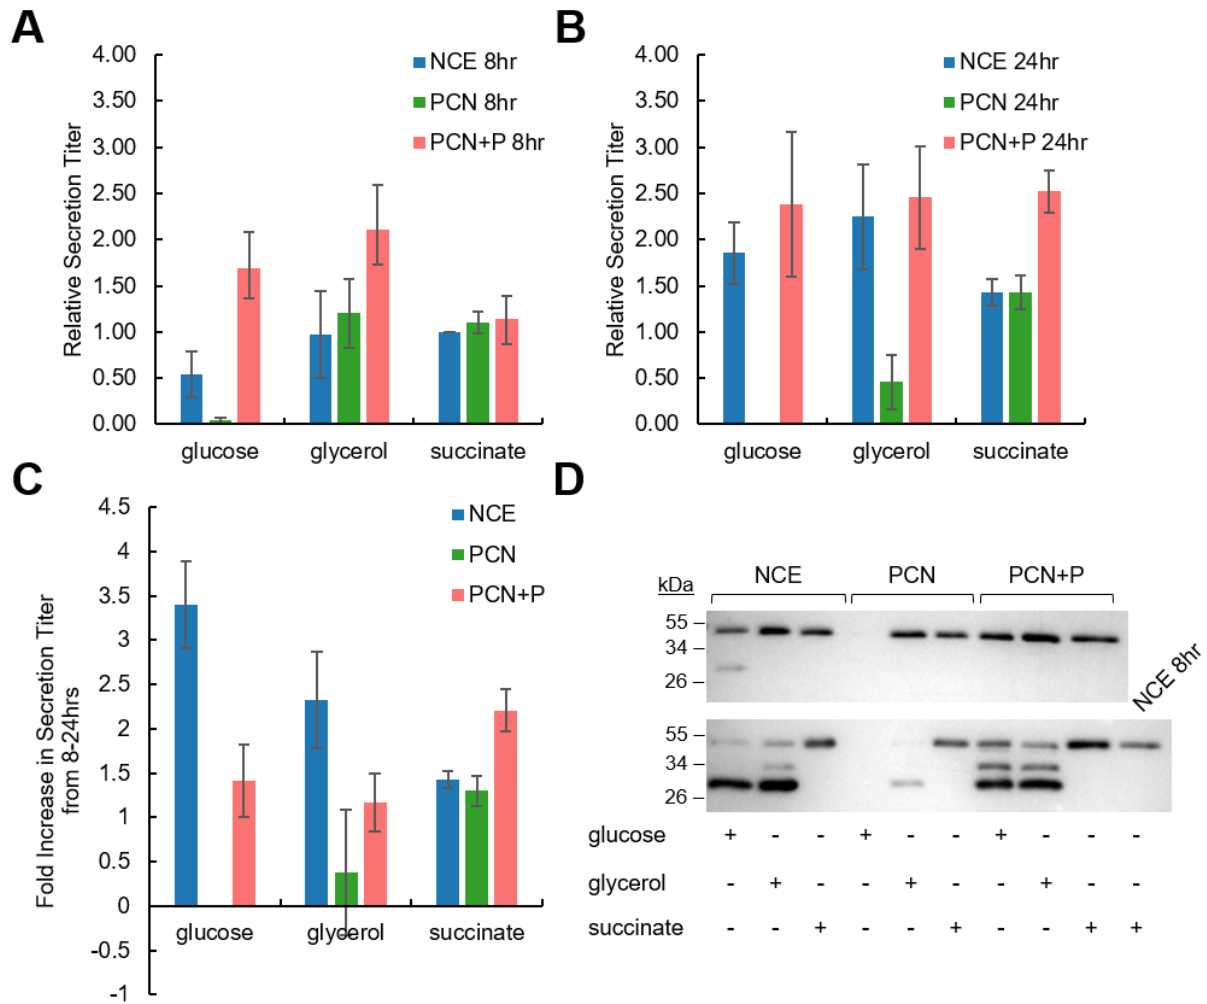 A
4.00
3.50
3.00
2.50
2.00
1.50
1.00
0.50
0.00
Relative Secretion Titer
NCE 8hr
PCN 8hr
PCN+P 8hr
glucose glycerol succinate
B
4.00
3.50
3.00
2.50
2.00
1.50
1.00
0.50
0.00
Relative Secretion Titer
NCE 24hr
PCN 24hr
PCN+P 24hr
glucose glycerol succinate
C
4.5
4
3.5
3
2.5
2
1.5
1
0.5
0
-0.5
-1
Fold Increase in Secretion Titer
from 8-24hrs
NCE
PCN
PCN+P
glucose glycerol succinate
D
kDa NCE PCN PCN+P
55 –
34 –
26 –
NCE 8hr
55 –
34 –
26 –
glucose + - - + - - + - - -
glycerol - + - - + - - + - -
succinate - - + - - + - - + +